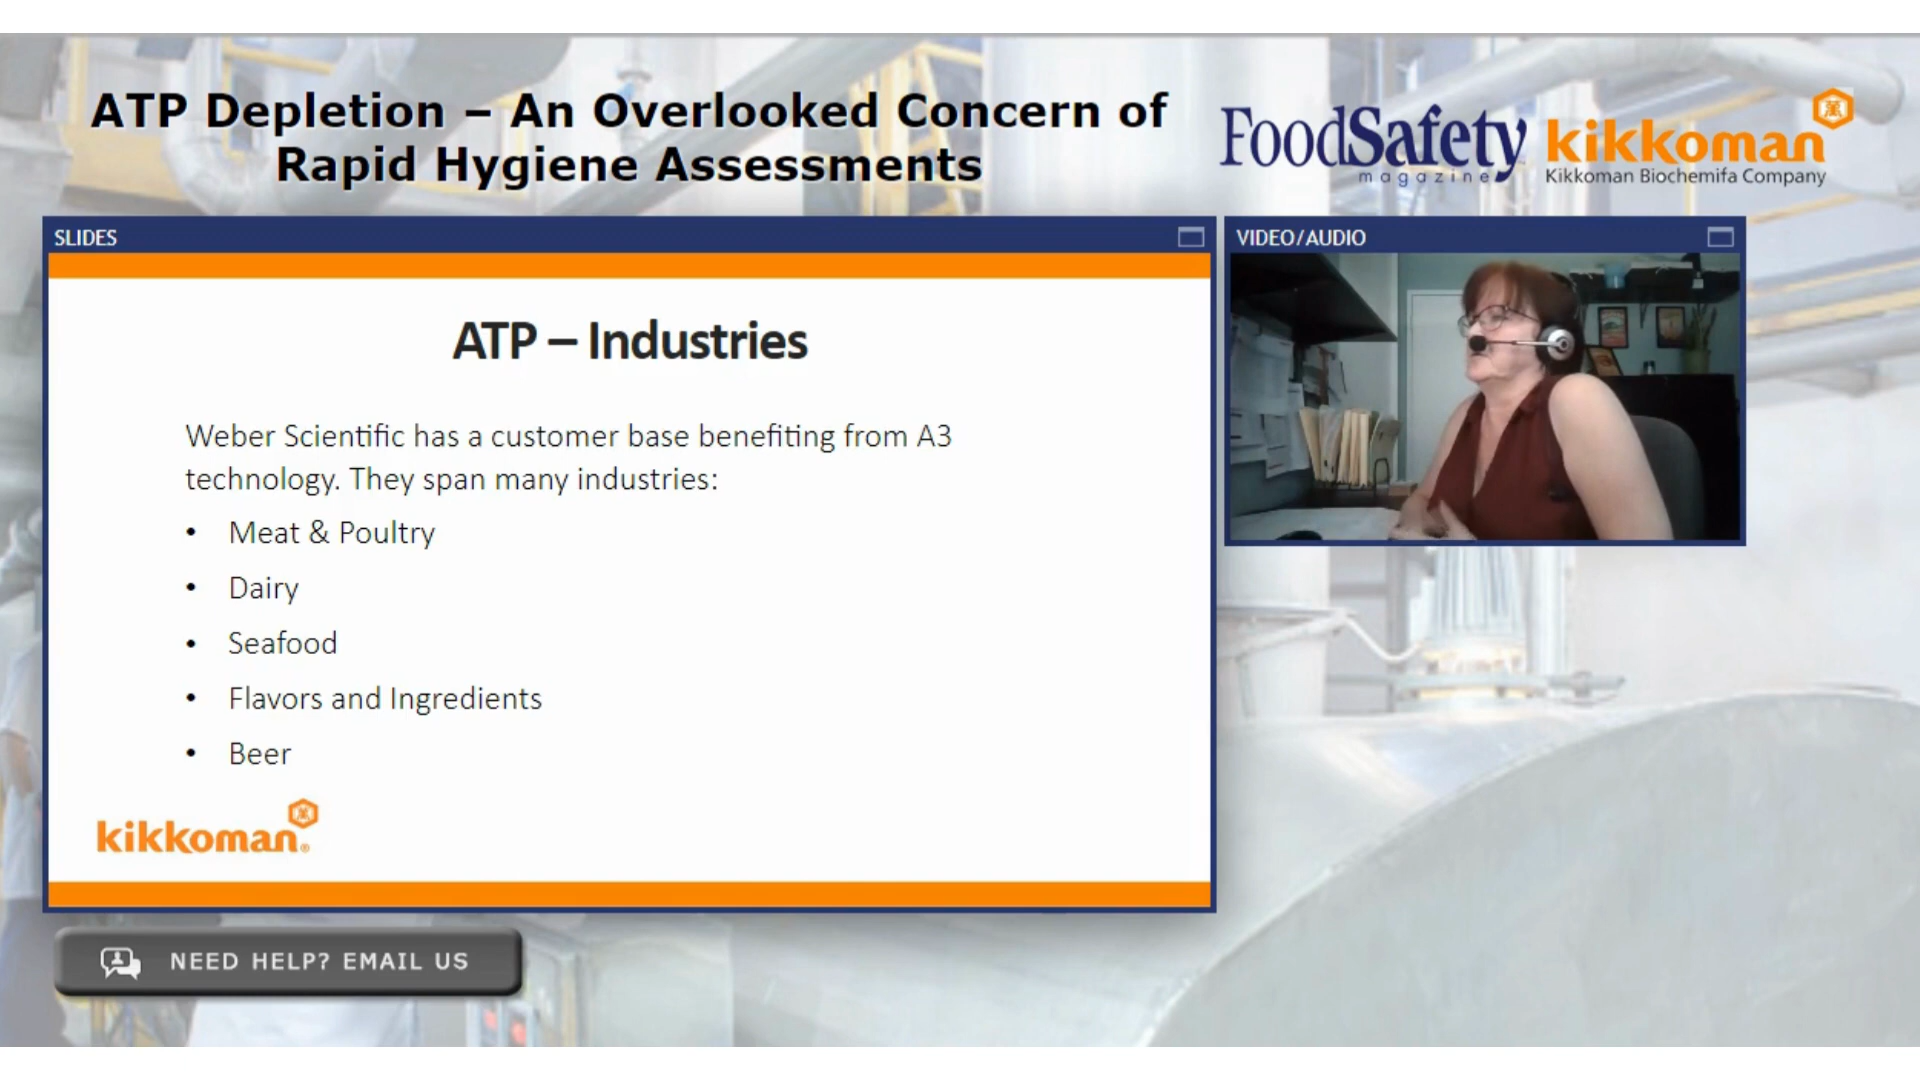 ATP Depletion – An Overlooked Concern of
Rapid Hygiene Assessments
FoodSafety
magazine
kikkoman
Kikkoman Biochemifa Company
SLIDES
VIDEO/AUDIO
ATP – Industries
Weber Scientific has a customer base benefiting from A3
technology. They span many industries:
• Meat & Poultry
• Dairy
• Seafood
• Flavors and Ingredients
• Beer
kikkoman®
NEED HELP? EMAIL US